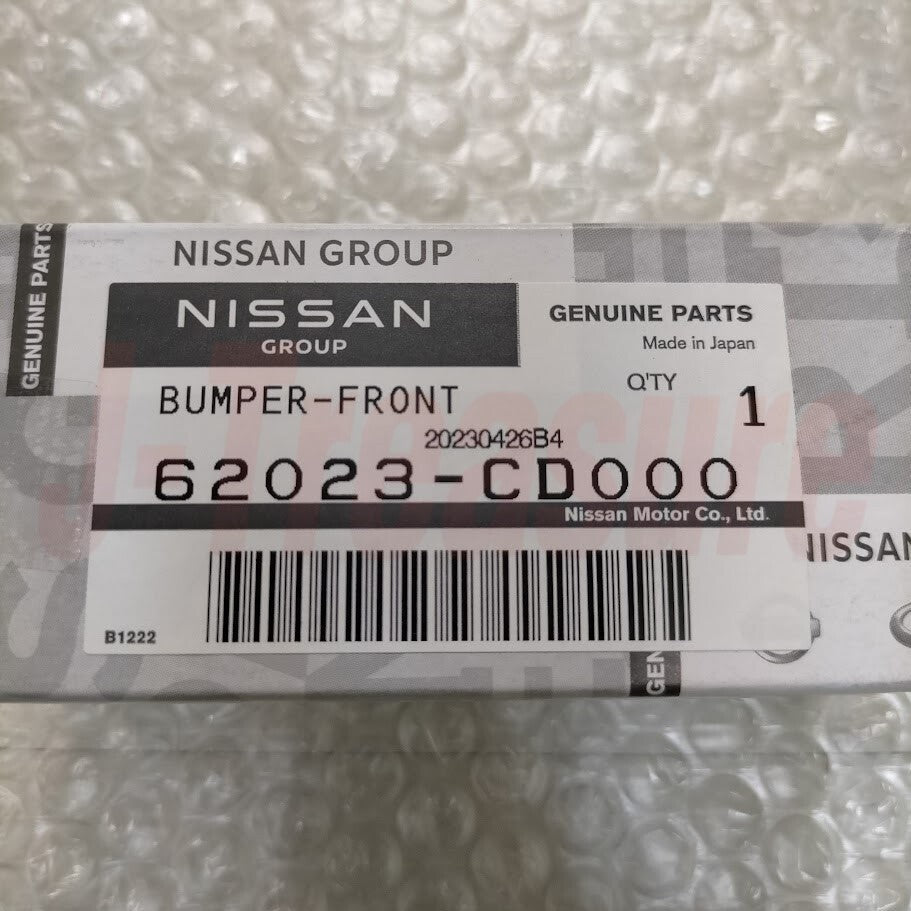 NISSAN GROUP
GENUINE PARTS
NISSAN
GROUP
GENUINE PARTS
Made in Japan
BUMPER-FRONT
Q'TY
1
20230426B4
62023-CD000
Nissan Motor Co., Ltd.
B1222
NISSAN
GEN
J-Treasure